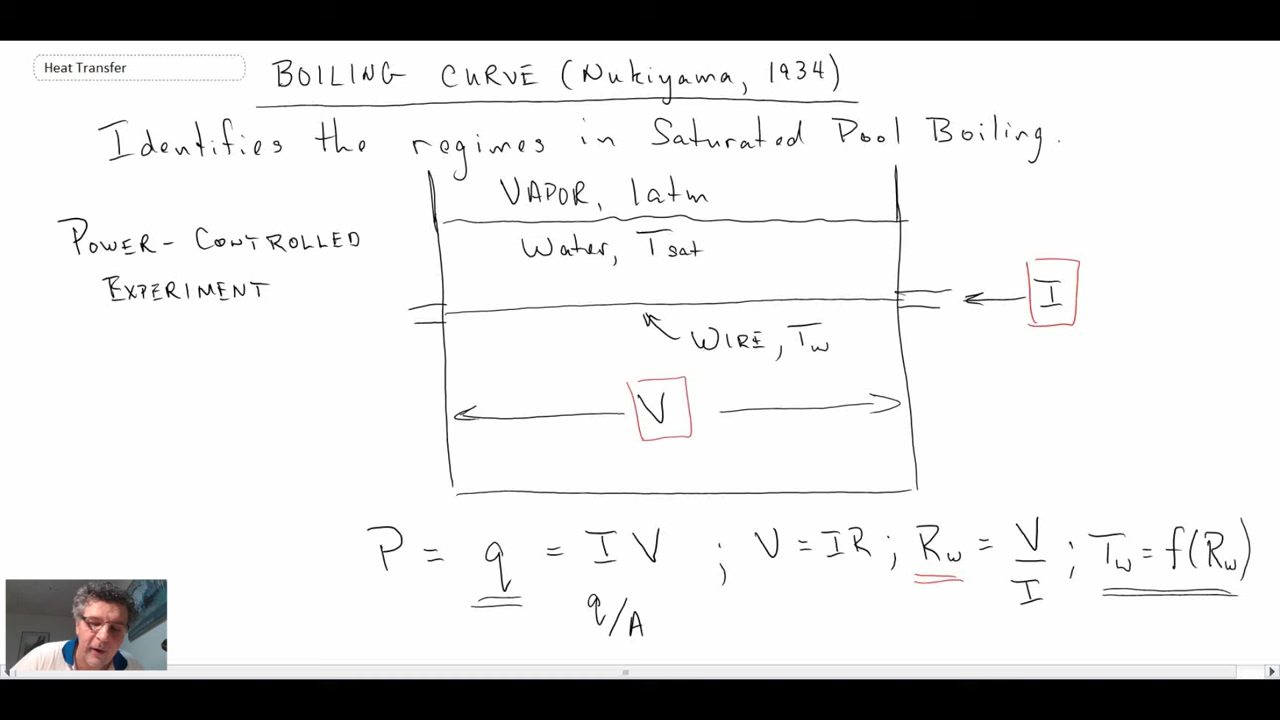 Heat Transfer
BOILING CURVE (Nukiyama, 1934)
Identifies the regimes in Saturated Pool Boiling.
VAPOR, 1atm
POWER-CONTROLLED
EXPERIMENT
Water, Tsat
I
WIRE, Tw
V
P = q = I V ; V = IR ; Rw = V/I ; Tw = f(Rw)
q/A